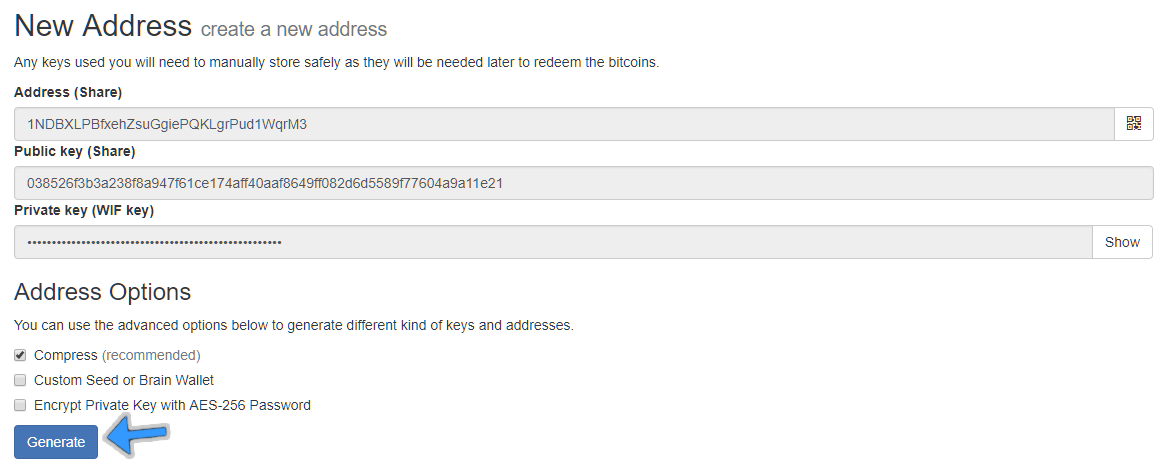 New Address create a new address
Any keys used you will need to manually store safely as they will be needed later to redeem the bitcoins.
Address (Share)
1NDBXLPBfxehZsuGgiePQKLgrPud1WqrM3
Public key (Share)
038526f3b3a238f8a947f61ce174aff40aaf8649ff082d6d5589f77604a9a11e21
Private key (WIF key)
••••••••••••••••••••••••••••••••••••••••••••••••••••
Show
Address Options
You can use the advanced options below to generate different kind of keys and addresses.
Compress (recommended)
Custom Seed or Brain Wallet
Encrypt Private Key with AES-256 Password
Generate